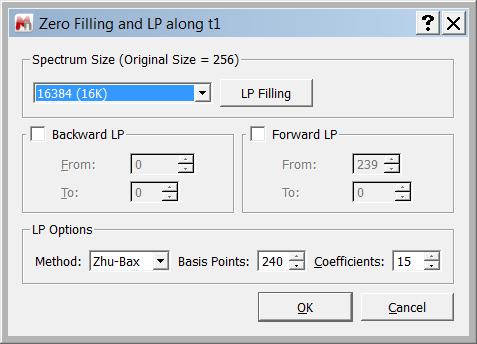 Zero Filling and LP along t1
Spectrum Size (Original Size = 256)
16384 (16K)
LP Filling
Backward LP
From: 0
To: 0
Forward LP
From: 239
To: 0
LP Options
Method: Zhu-Bax Basis Points: 240 Coefficients: 15
OK Cancel